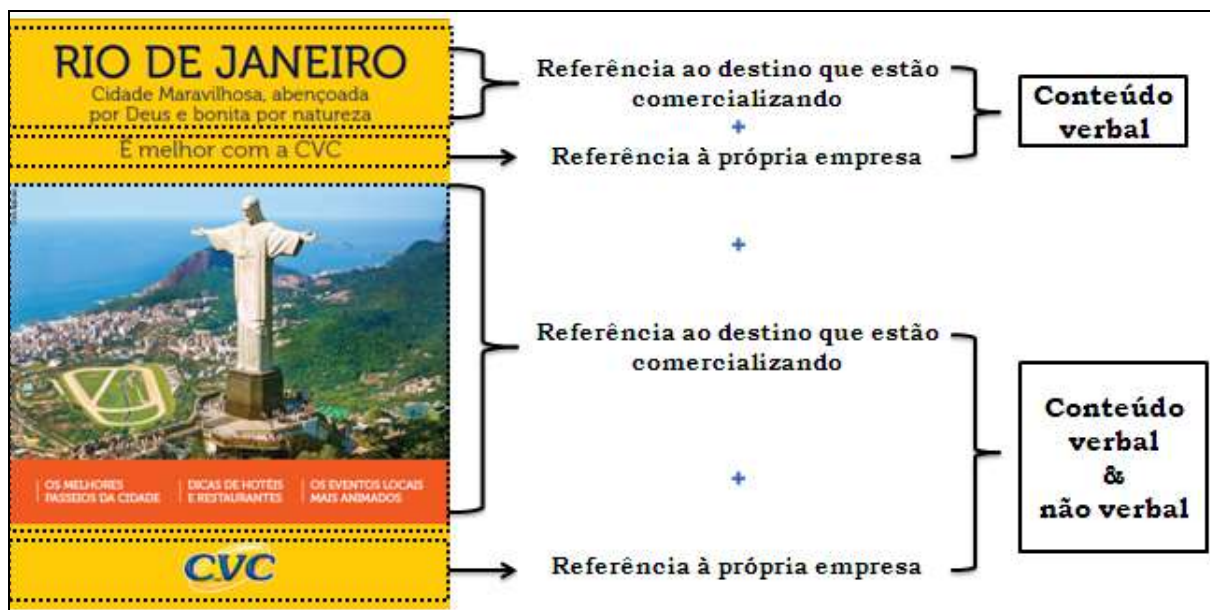 RIO DE JANEIRO
Cidade Maravilhosa, abençoada
por Deus e bonita por natureza
É melhor com a CVC
OS MELHORES
PASSEIOS DA CIDADE
DICAS DE HOTÉIS
E RESTAURANTES
OS EVENTOS LOCAIS
MAIS ANIMADOS
CVC
Referência ao destino que estão
comercializando
+
Referência à própria empresa
+
Referência ao destino que estão
comercializando
+
Referência à própria empresa
Conteúdo
verbal
Conteúdo
verbal
&
não verbal